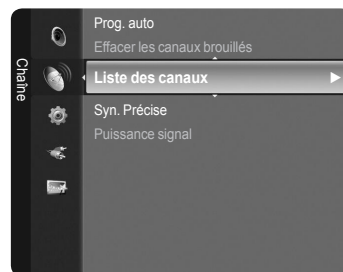 Chaîne
Prog. auto
Effacer les canaux brouillés
Liste des canaux
Syn. Précise
Puissance signal